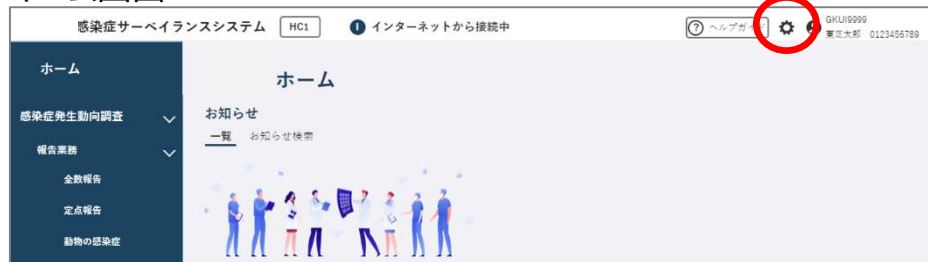 感染症サーベイランスシステム HC1 インターネットから接続中 ヘルプガイド GKUI9999
東芝太郎 0123456789
ホーム
ホーム
感染症発生動向調査
お知らせ
一覧 お知らせ検索
報告業務
全数報告
定点報告
動物の感染症